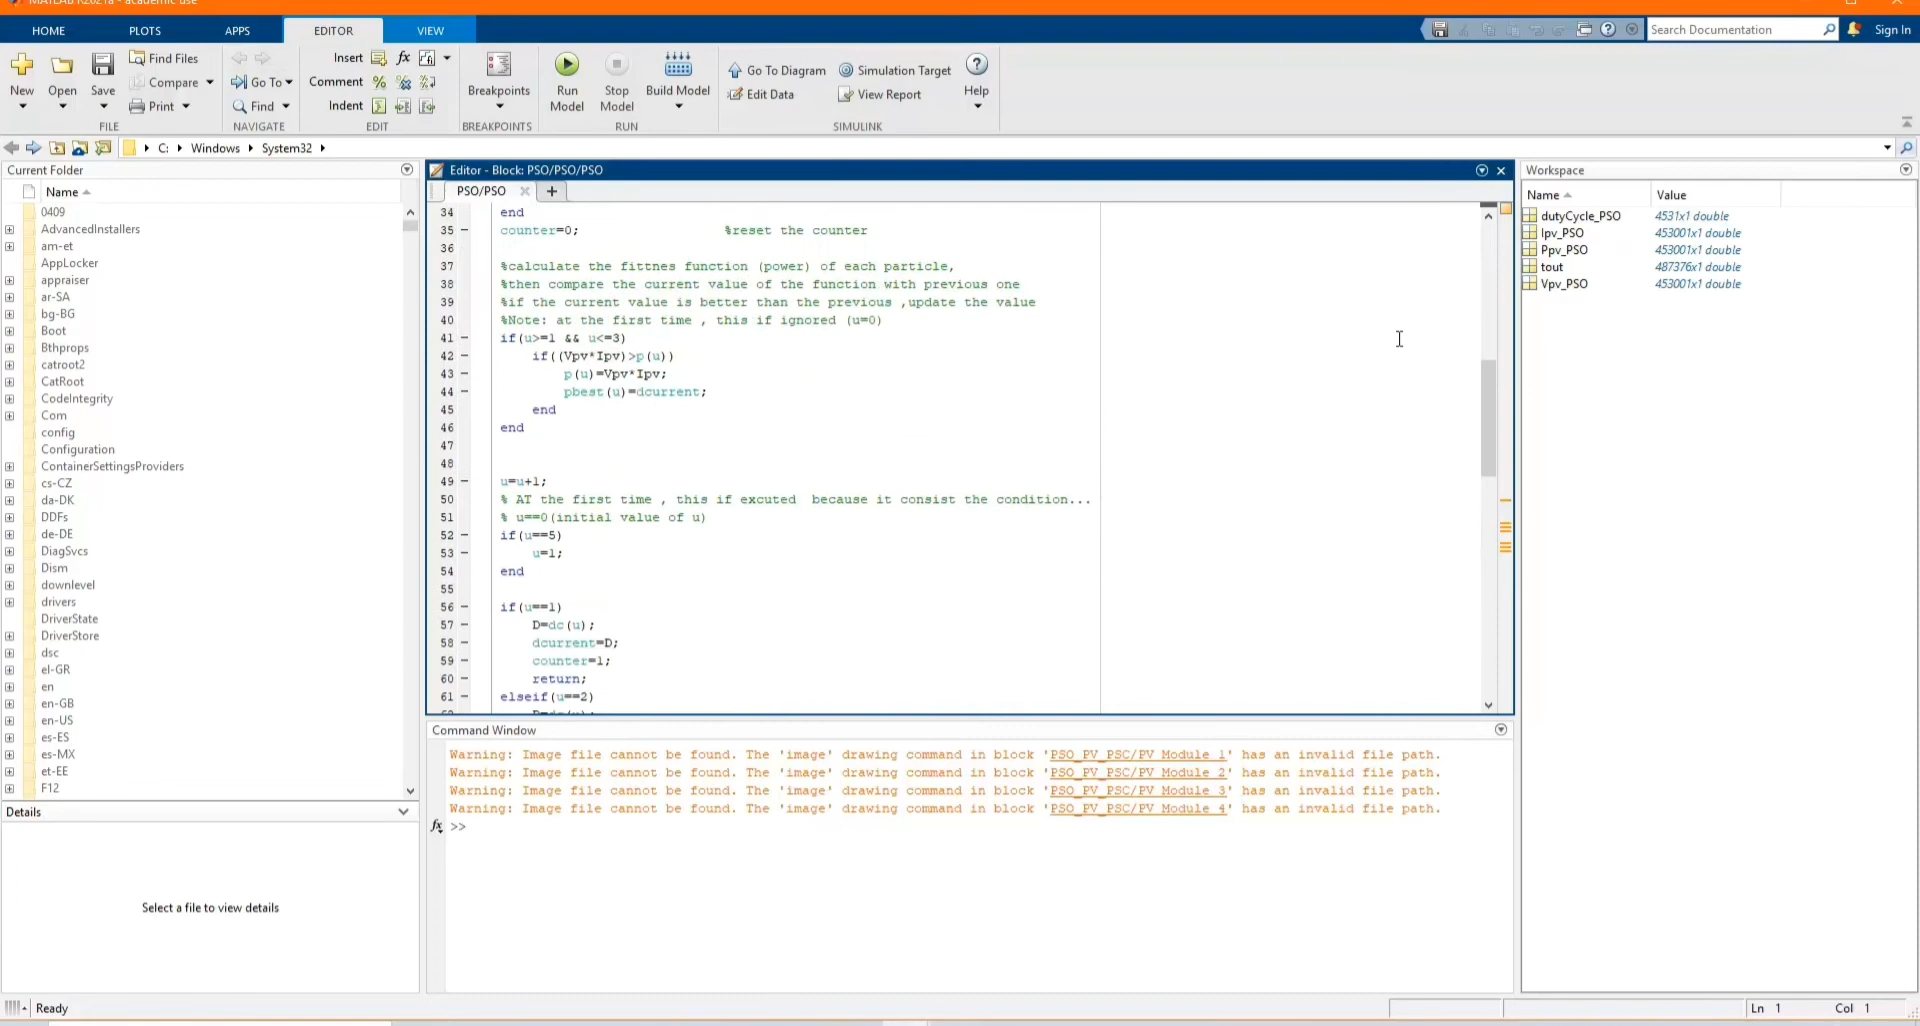 MATLAB R2021a - academic use
HOME PLOTS APPS EDITOR VIEW
Search Documentation
Sign In
New Open Save
Find Files
Compare
Print
FILE
Go To
Find
NAVIGATE
Insert
Comment
Indent
EDIT
Breakpoints
BREAKPOINTS
Run Model
Stop Model
Build Model
RUN
Go To Diagram
Simulation Target
Edit Data
View Report
Help
SIMULINK
C: Windows System32
Current Folder
Name
0409
AdvancedInstallers
am-et
AppLocker
appraiser
ar-SA
bg-BG
Boot
Bthprops
catroot2
CatRoot
CodeIntegrity
Com
config
Configuration
ContainerSettingsProviders
cs-CZ
da-DK
DDFs
de-DE
DiagSvcs
Dism
downlevel
drivers
DriverState
DriverStore
dsc
el-GR
en
en-GB
en-US
es-ES
es-MX
et-EE
F12
Details
Select a file to view details
Editor - Block: PSO/PSO/PSO
PSO/PSO
34 end
35 - counter=0; %reset the counter
36
37 %calculate the fittnes function (power) of each particle,
38 %then compare the current value of the function with previous one
39 %if the current value is better than the previous ,update the value
40 %Note: at the first time , this if ignored (u=0)
41 - if(u>=1 && u<=3)
42 - if((Vpv*Ipv)>p(u))
43 - p(u)=Vpv*Ipv;
44 - pbest(u)=dcurrent;
45 end
46 end
47
48
49 - u=u+1;
50 % AT the first time , this if excuted because it consist the condition...
51 % u==0(initial value of u)
52 - if(u==5)
53 - u=1;
54 end
55
56 - if(u==1)
57 - D=dc(u);
58 - dcurrent=D;
59 - counter=1;
60 - return;
61 - elseif(u==2)
Command Window
Warning: Image file cannot be found. The 'image' drawing command in block 'PSO_PV_PSC/PV Module 1' has an invalid file path.
Warning: Image file cannot be found. The 'image' drawing command in block 'PSO_PV_PSC/PV Module 2' has an invalid file path.
Warning: Image file cannot be found. The 'image' drawing command in block 'PSO_PV_PSC/PV Module 3' has an invalid file path.
Warning: Image file cannot be found. The 'image' drawing command in block 'PSO_PV_PSC/PV Module 4' has an invalid file path.
fx >>
Workspace
Name Value
dutyCycle_PSO 4531x1 double
Ipv_PSO 453001x1 double
Ppv_PSO 453001x1 double
tout 487376x1 double
Vpv_PSO 453001x1 double
Ready
Ln 1 Col 1